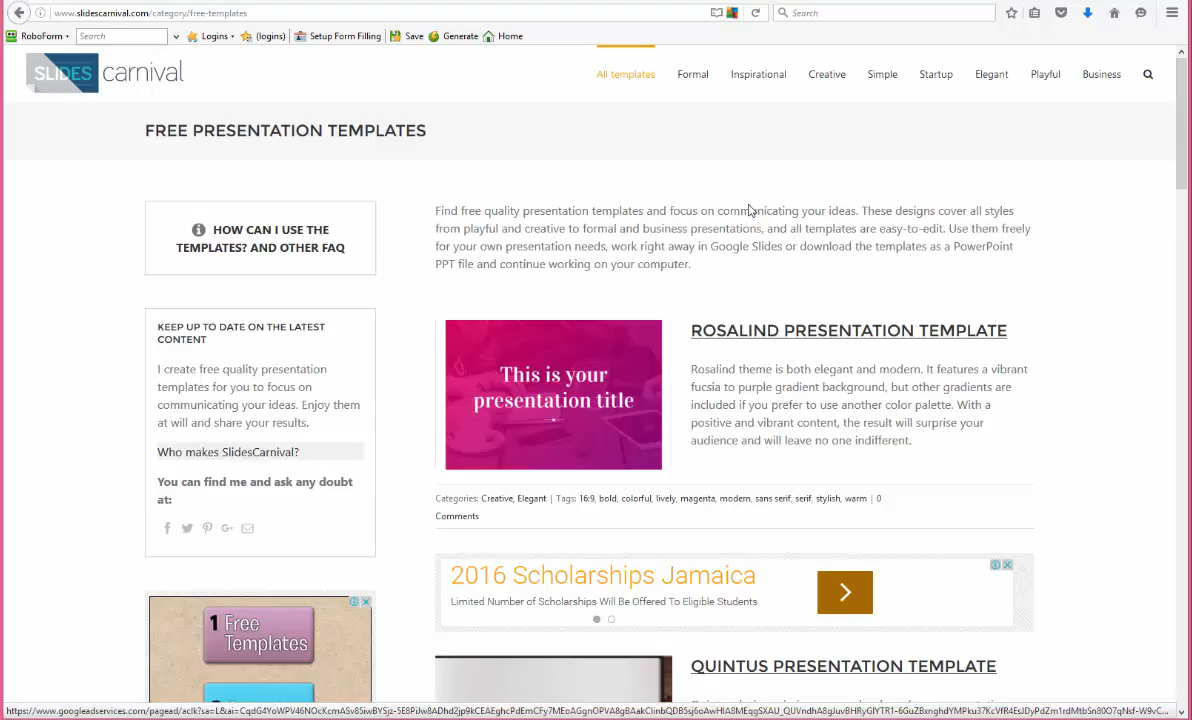 www.slidescarnival.com/category/free-templates
Search
RoboForm
Search
Logins
(logins)
Setup Form Filling
Save
Generate
Home
SLIDES carnival
All templates
Formal
Inspirational
Creative
Simple
Startup
Elegant
Playful
Business
FREE PRESENTATION TEMPLATES
HOW CAN I USE THE
TEMPLATES? AND OTHER FAQ
KEEP UP TO DATE ON THE LATEST
CONTENT
I create free quality presentation
templates for you to focus on
communicating your ideas. Enjoy them
at will and share your results.
Who makes SlidesCarnival?
You can find me and ask any doubt
at:
1 Free
Templates
Find free quality presentation templates and focus on communicating your ideas. These designs cover all styles
from playful and creative to formal and business presentations, and all templates are easy-to-edit. Use them freely
for your own presentation needs, work right away in Google Slides or download the templates as a PowerPoint
PPT file and continue working on your computer.
This is your
presentation title
ROSALIND PRESENTATION TEMPLATE
Rosalind theme is both elegant and modern. It features a vibrant
fucsia to purple gradient background, but other gradients are
included if you prefer to use another color palette. With a
positive and vibrant content, the result will surprise your
audience and will leave no one indifferent.
Categories: Creative, Elegant | Tags: 16:9, bold, colorful, lively, magenta, modern, sans serif, serif, stylish, warm | 0
Comments
2016 Scholarships Jamaica
Limited Number of Scholarships Will Be Offered To Eligible Students
QUINTUS PRESENTATION TEMPLATE